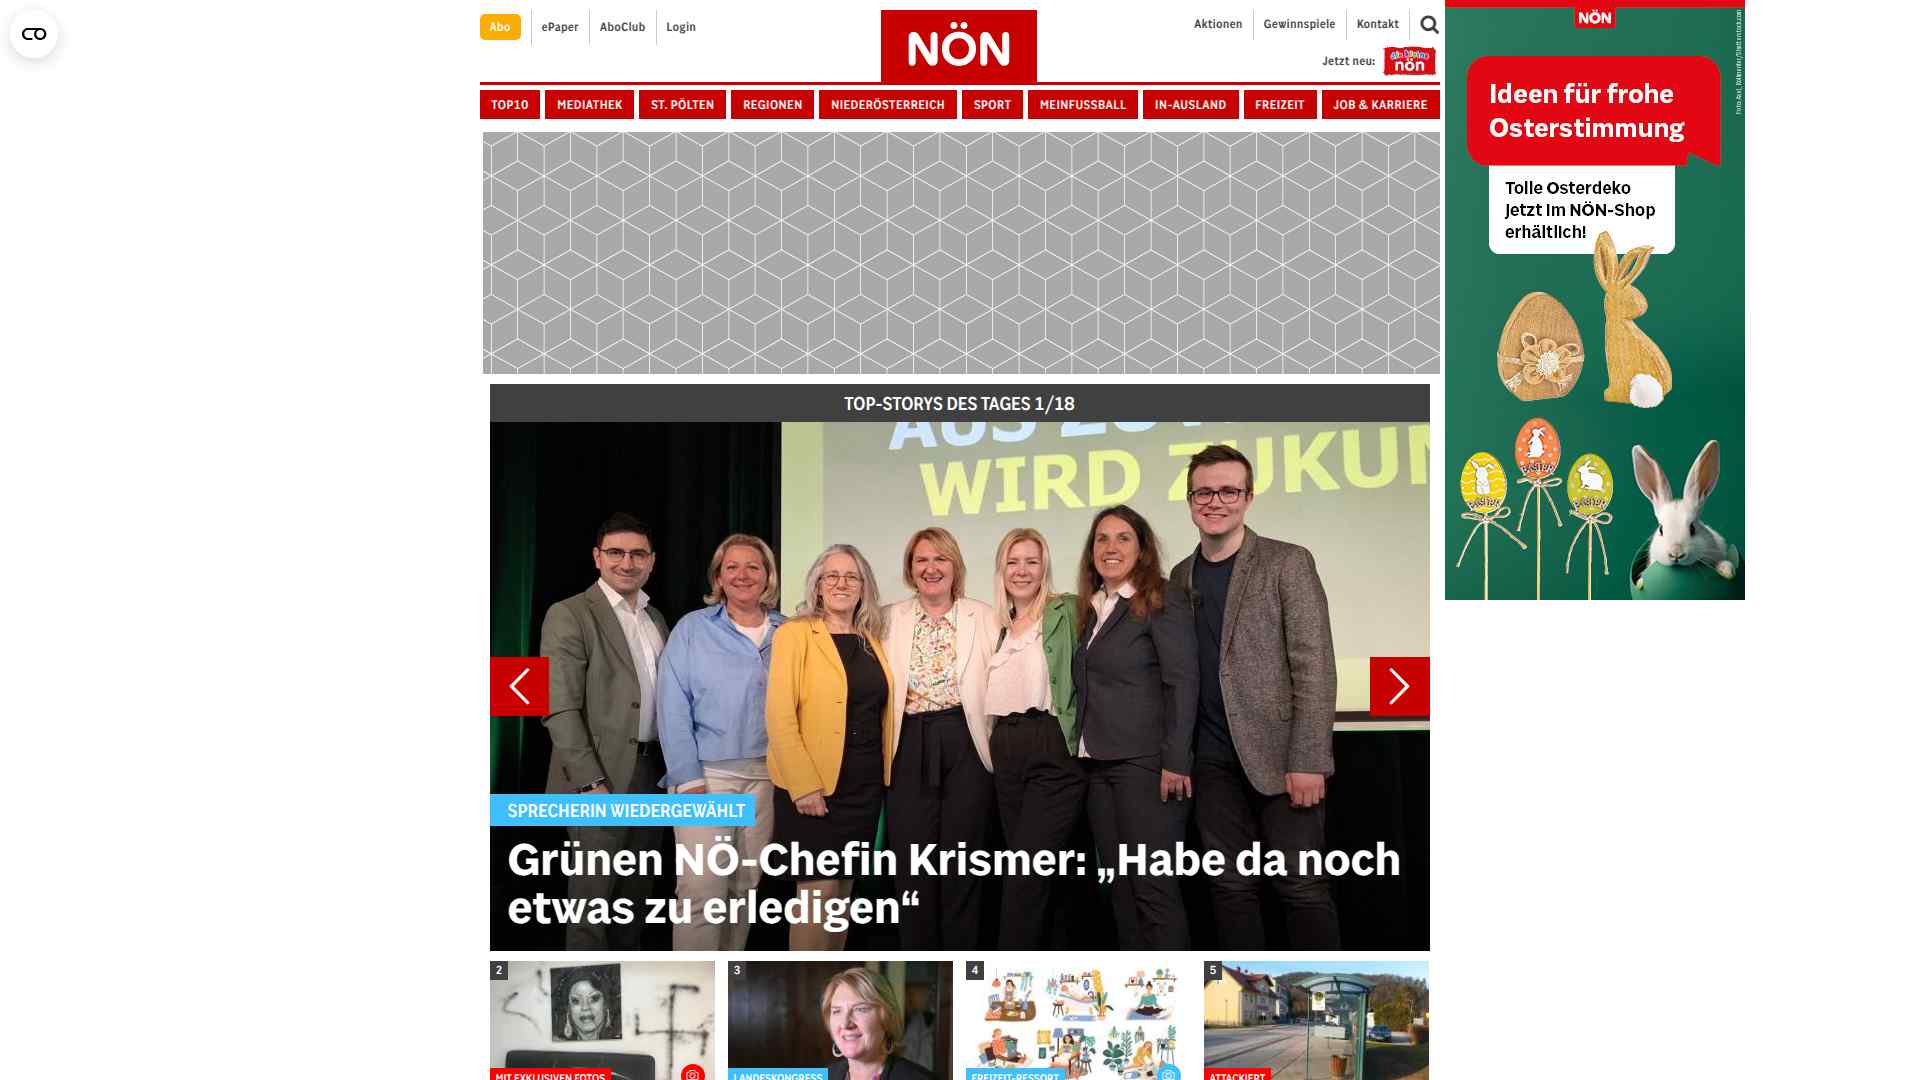 Abo
ePaper
AboClub
Login
NÖN
Aktionen
Gewinnspiele
Kontakt
Jetzt neu:
die kleine
nön
TOP10
MEDIATHEK
ST. PÖLTEN
REGIONEN
NIEDERÖSTERREICH
SPORT
MEINFUSSBALL
IN-AUSLAND
FREIZEIT
JOB & KARRIERE
NÖN
Ideen für frohe
Osterstimmung
Tolle Osterdeko
jetzt im NÖN-Shop
erhältlich!
TOP-STORYS DES TAGES 1/18
WIRD ZUKUN
SPRECHERIN WIEDERGEWÄHLT
Grünen NÖ-Chefin Krismer: „Habe da noch
etwas zu erledigen“
2
3
4
5
MIT EXKLUSIVEN FOTOS
LANDESKONGRESS
FREIZEIT-RESSORT
ATTACKIERT